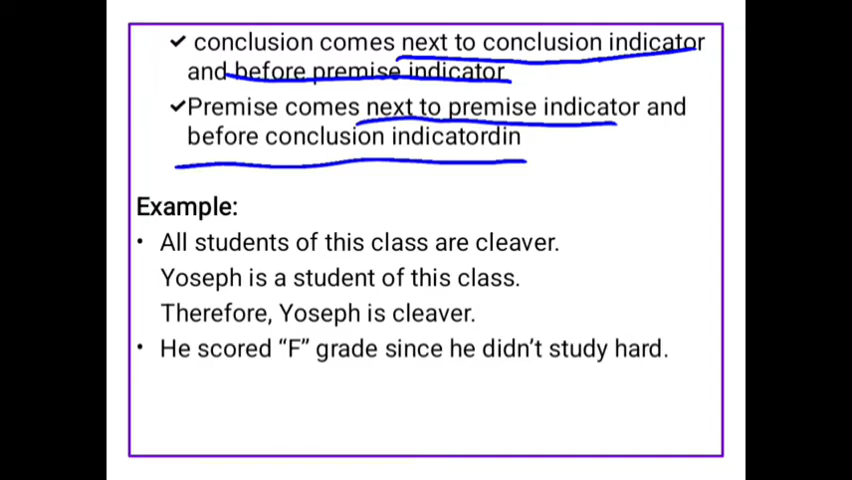 ✔ conclusion comes next to conclusion indicator
and before premise indicator
✔Premise comes next to premise indicator and
before conclusion indicatordin
Example:
• All students of this class are cleaver.
Yoseph is a student of this class.
Therefore, Yoseph is cleaver.
• He scored “F” grade since he didn’t study hard.